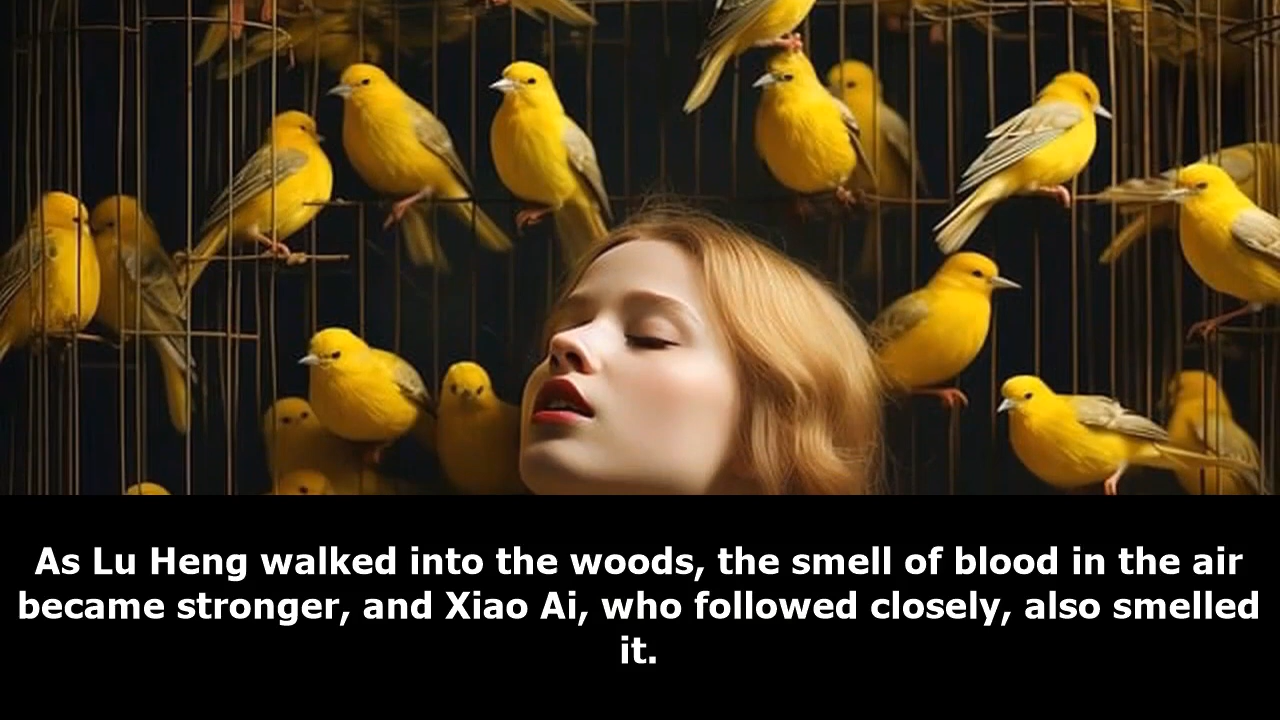 As Lu Heng walked into the woods, the smell of blood in the air
became stronger, and Xiao Ai, who followed closely, also smelled
it.